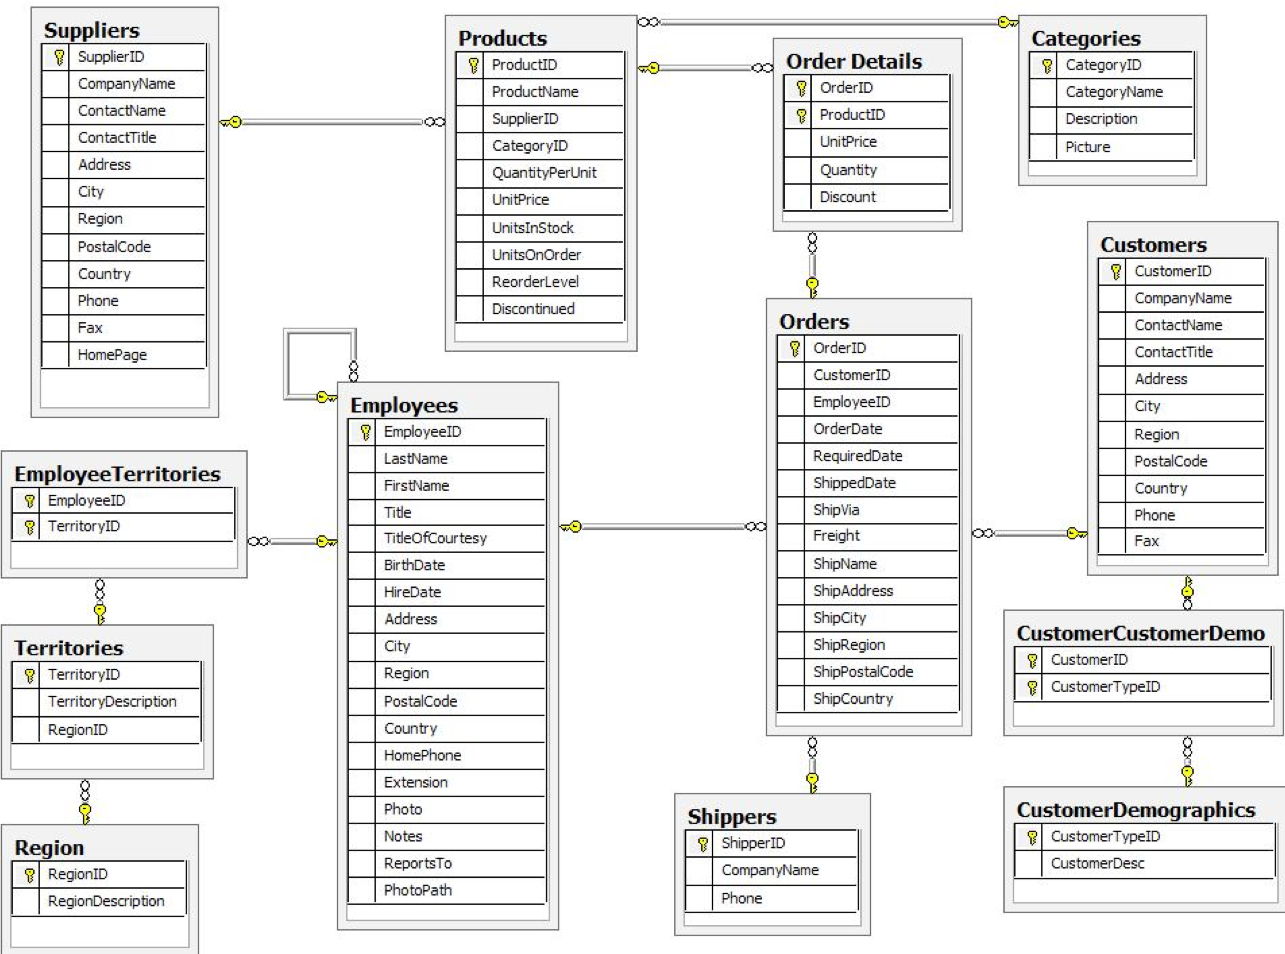 Suppliers
SupplierID
CompanyName
ContactName
ContactTitle
Address
City
Region
PostalCode
Country
Phone
Fax
HomePage
Products
ProductID
ProductName
SupplierID
CategoryID
QuantityPerUnit
UnitPrice
UnitsInStock
UnitsOnOrder
ReorderLevel
Discontinued
Order Details
OrderID
ProductID
UnitPrice
Quantity
Discount
Categories
CategoryID
CategoryName
Description
Picture
Customers
CustomerID
CompanyName
ContactName
ContactTitle
Address
City
Region
PostalCode
Country
Phone
Fax
Orders
OrderID
CustomerID
EmployeeID
OrderDate
RequiredDate
ShippedDate
ShipVia
Freight
ShipName
ShipAddress
ShipCity
ShipRegion
ShipPostalCode
ShipCountry
Employees
EmployeeID
LastName
FirstName
Title
TitleOfCourtesy
BirthDate
HireDate
Address
City
Region
PostalCode
Country
HomePhone
Extension
Photo
Notes
ReportsTo
PhotoPath
EmployeeTerritories
EmployeeID
TerritoryID
Territories
TerritoryID
TerritoryDescription
RegionID
Region
RegionID
RegionDescription
Shippers
ShipperID
CompanyName
Phone
CustomerCustomerDemo
CustomerID
CustomerTypeID
CustomerDemographics
CustomerTypeID
CustomerDesc